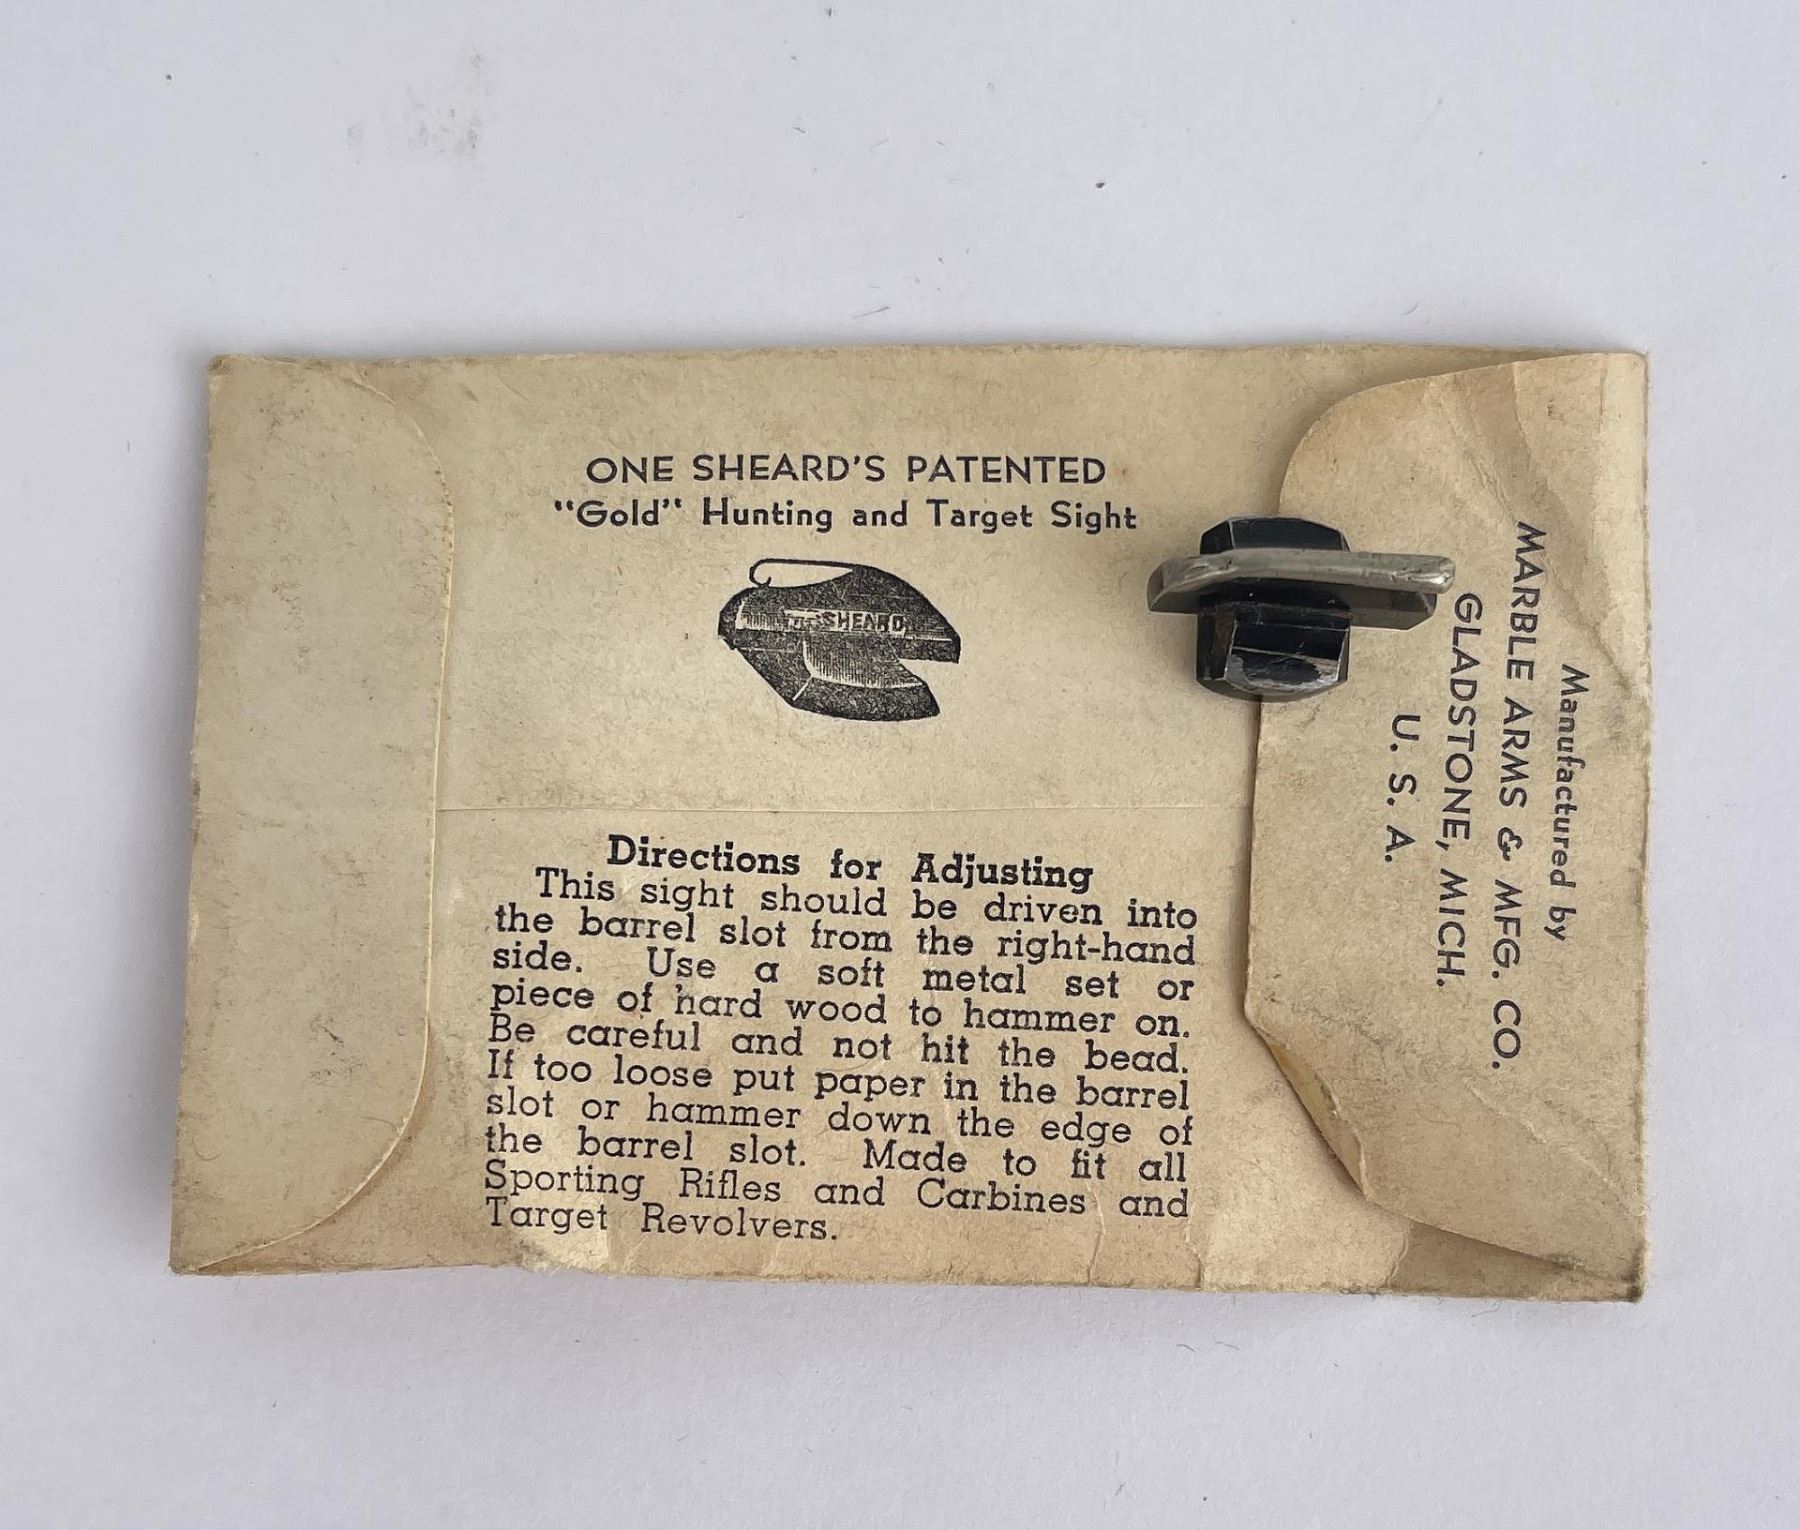 ONE SHEARD'S PATENTED
"Gold" Hunting and Target Sight
SHEARD
Directions for Adjusting
This sight should be driven into
the barrel slot from the right-hand
side. Use a soft metal set or
piece of hard wood to hammer on.
Be careful and not hit the bead.
If too loose put paper in the barrel
slot or hammer down the edge of
the barrel slot. Made to fit all
Sporting Rifles and Carbines and
Target Revolvers.
Manufactured by
MARBLE ARMS & MFG. CO.
GLADSTONE, MICH.
U. S. A.